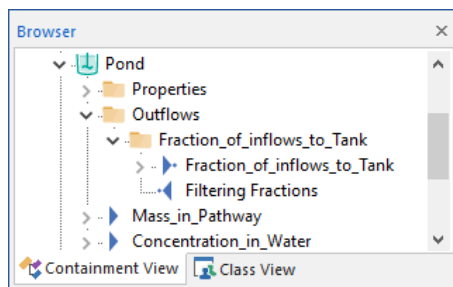 Browser
Pond
Properties
Outflows
Fraction_of_inflows_to_Tank
Fraction_of_inflows_to_Tank
Filtering Fractions
Mass_in_Pathway
Concentration_in_Water
Containment View Class View